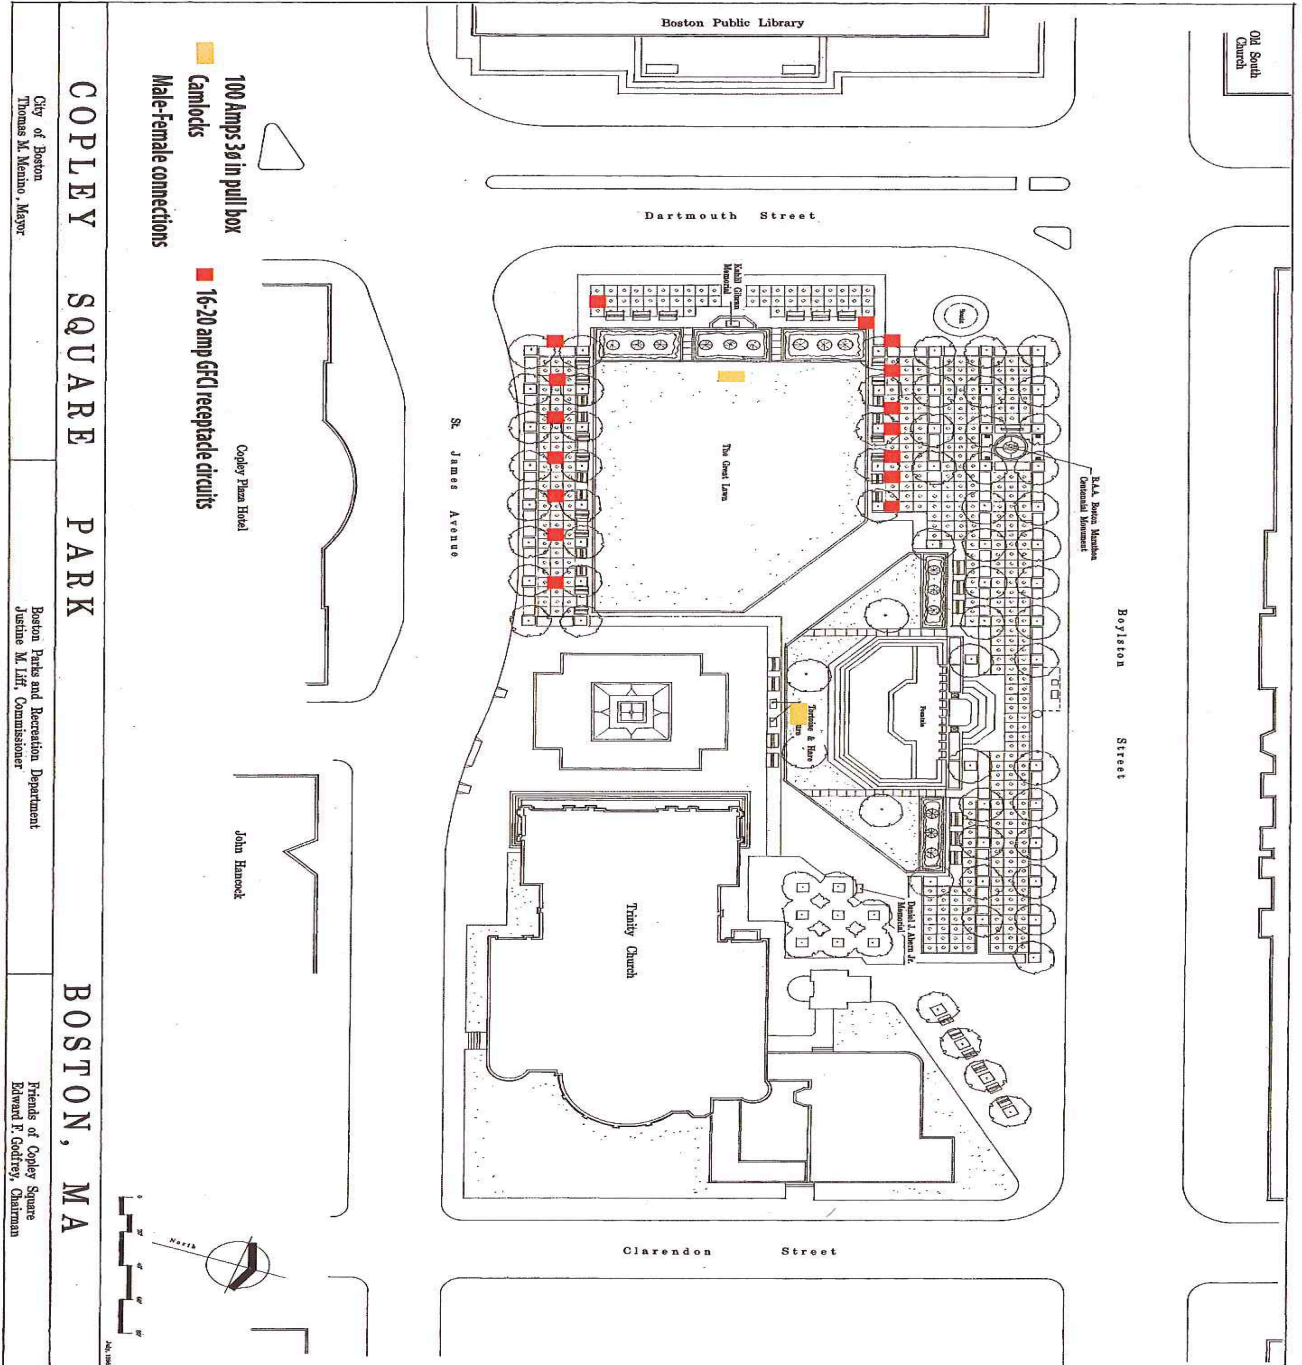 Boston Public Library
Old South
Church
100 Amps 3ø in pull box
Camlocks
Male-Female connections
16-20 amp GFCI receptacle circuits
Dartmouth Street
Kahlil Gibran
Memorial
The Great Lawn
B.A.A. Boston Marathon
Centennial Monument
St. James Avenue
Boylston Street
Copley Plaza Hotel
Fountain
Tortoise & Hare
John Hancock
Trinity Church
Daniel J. Ahern Jr.
Memorial
Clarendon Street
North
0
COPLEY SQUARE PARK BOSTON, MA
City of Boston
Thomas M. Menino, Mayor
Boston Parks and Recreation Department
Justine M. Liff, Commissioner
Friends of Copley Square
Edward F. Godfrey, Chairman